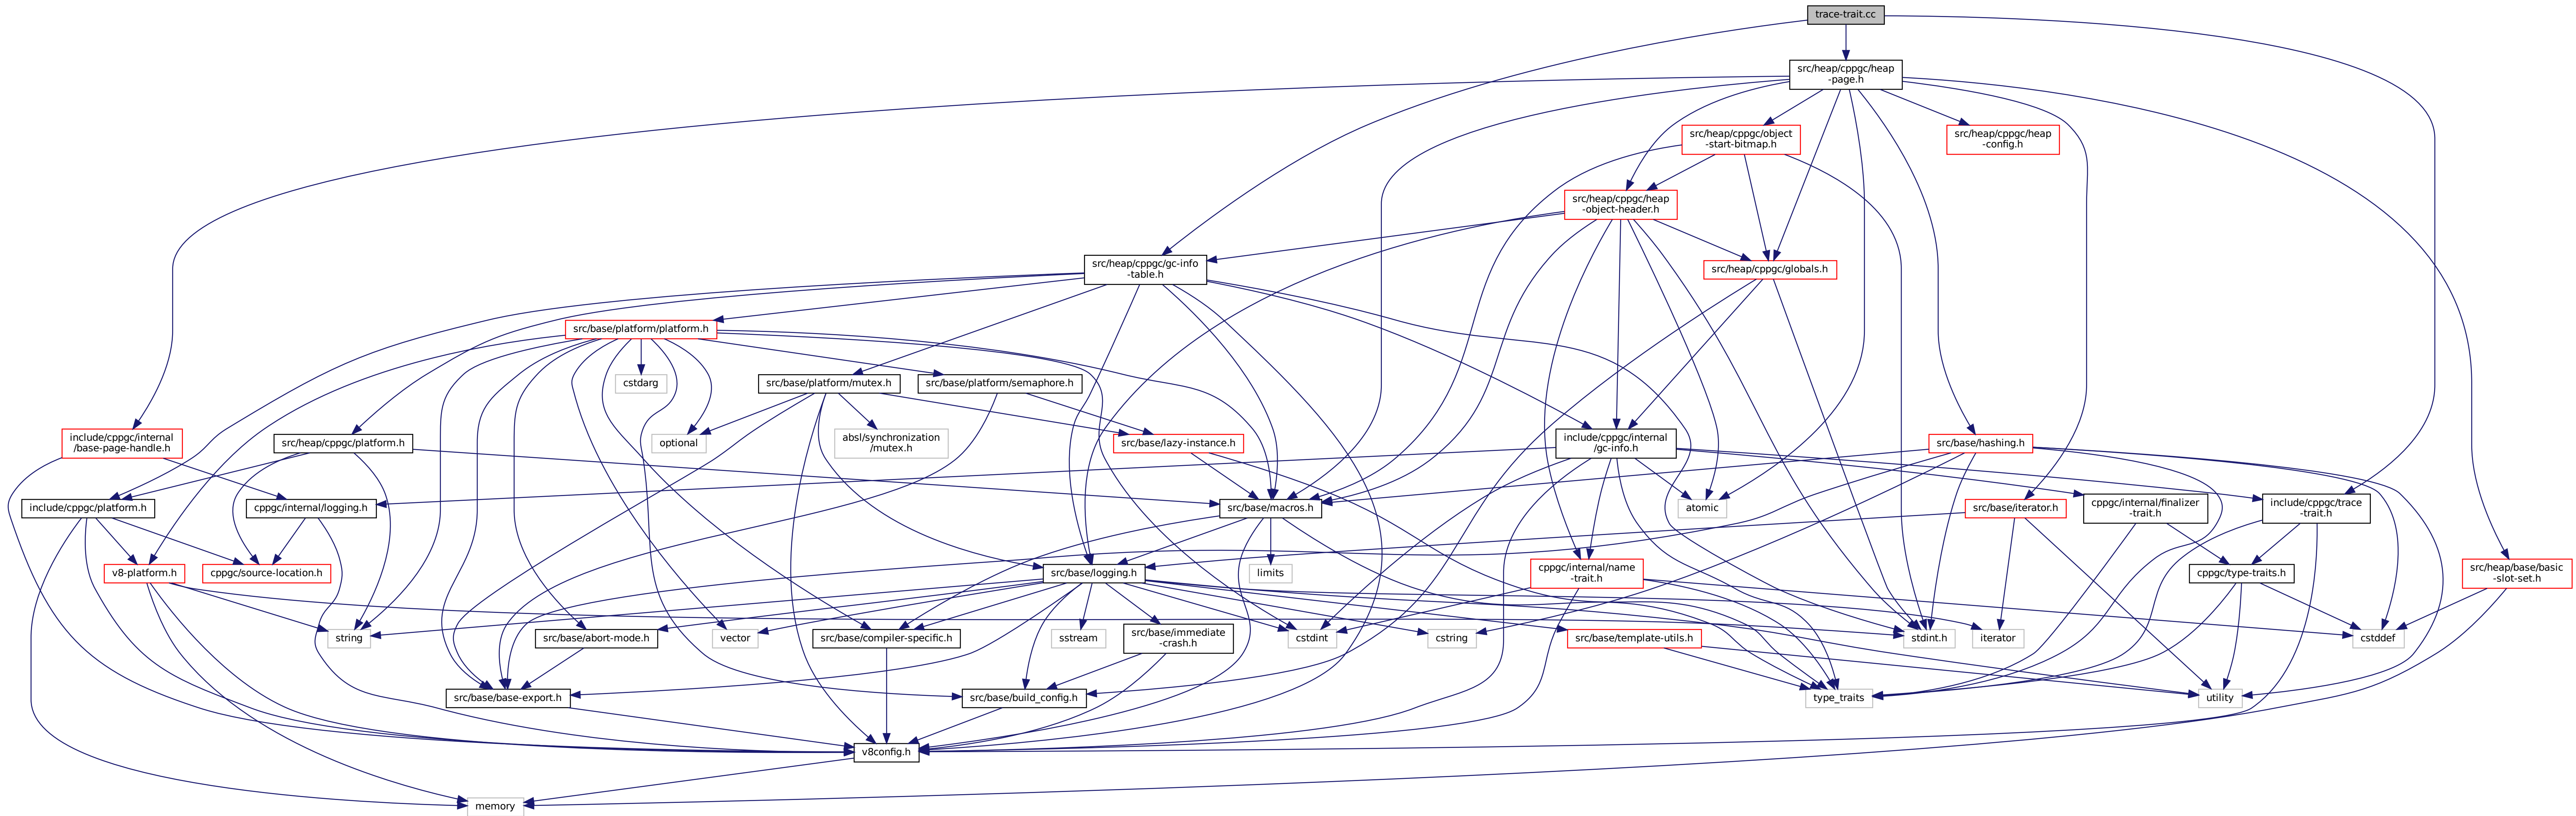 trace-trait.cc
src/heap/cppgc/heap
-page.h
src/heap/cppgc/object
-start-bitmap.h
src/heap/cppgc/heap
-config.h
src/heap/cppgc/heap
-object-header.h
src/heap/cppgc/gc-info
-table.h
src/heap/cppgc/globals.h
src/base/platform/platform.h
cstdarg
src/base/platform/mutex.h
src/base/platform/semaphore.h
include/cppgc/internal
/base-page-handle.h
src/heap/cppgc/platform.h
optional
absl/synchronization
/mutex.h
src/base/lazy-instance.h
include/cppgc/internal
/gc-info.h
src/base/hashing.h
include/cppgc/platform.h
cppgc/internal/logging.h
src/base/macros.h
atomic
src/base/iterator.h
cppgc/internal/finalizer
-trait.h
include/cppgc/trace
-trait.h
v8-platform.h
cppgc/source-location.h
src/base/logging.h
limits
cppgc/internal/name
-trait.h
cppgc/type-traits.h
src/heap/base/basic
-slot-set.h
string
src/base/abort-mode.h
vector
src/base/compiler-specific.h
sstream
src/base/immediate
-crash.h
cstdint
cstring
src/base/template-utils.h
stdint.h
iterator
cstddef
src/base/base-export.h
src/base/build_config.h
type_traits
utility
v8config.h
memory